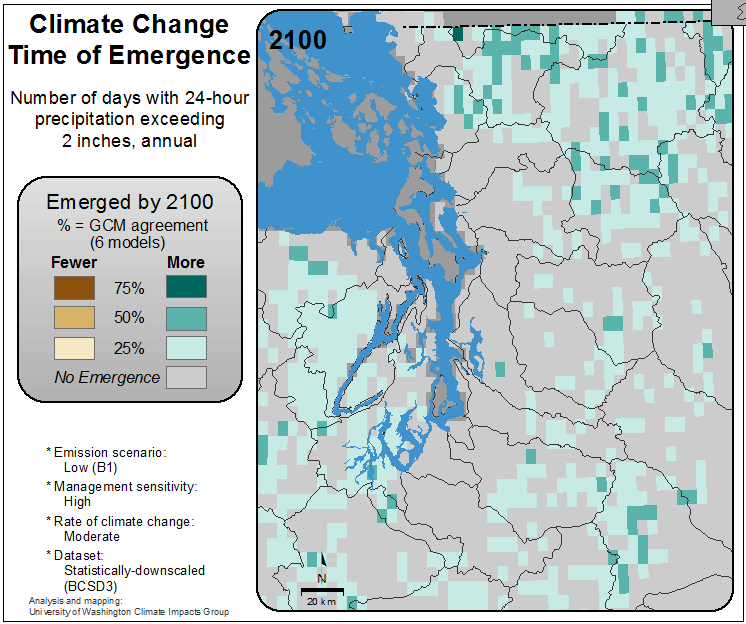 Climate Change
Time of Emergence
Number of days with 24-hour
precipitation exceeding
2 inches, annual
Emerged by 2100
% = GCM agreement
(6 models)
Fewer More
75%
50%
25%
No Emergence
* Emission scenario:
Low (B1)
* Management sensitivity:
High
* Rate of climate change:
Moderate
* Dataset:
Statistically-downscaled
(BCSD3)
Analysis and mapping:
University of Washington Climate Impacts Group
2100
N
20 km